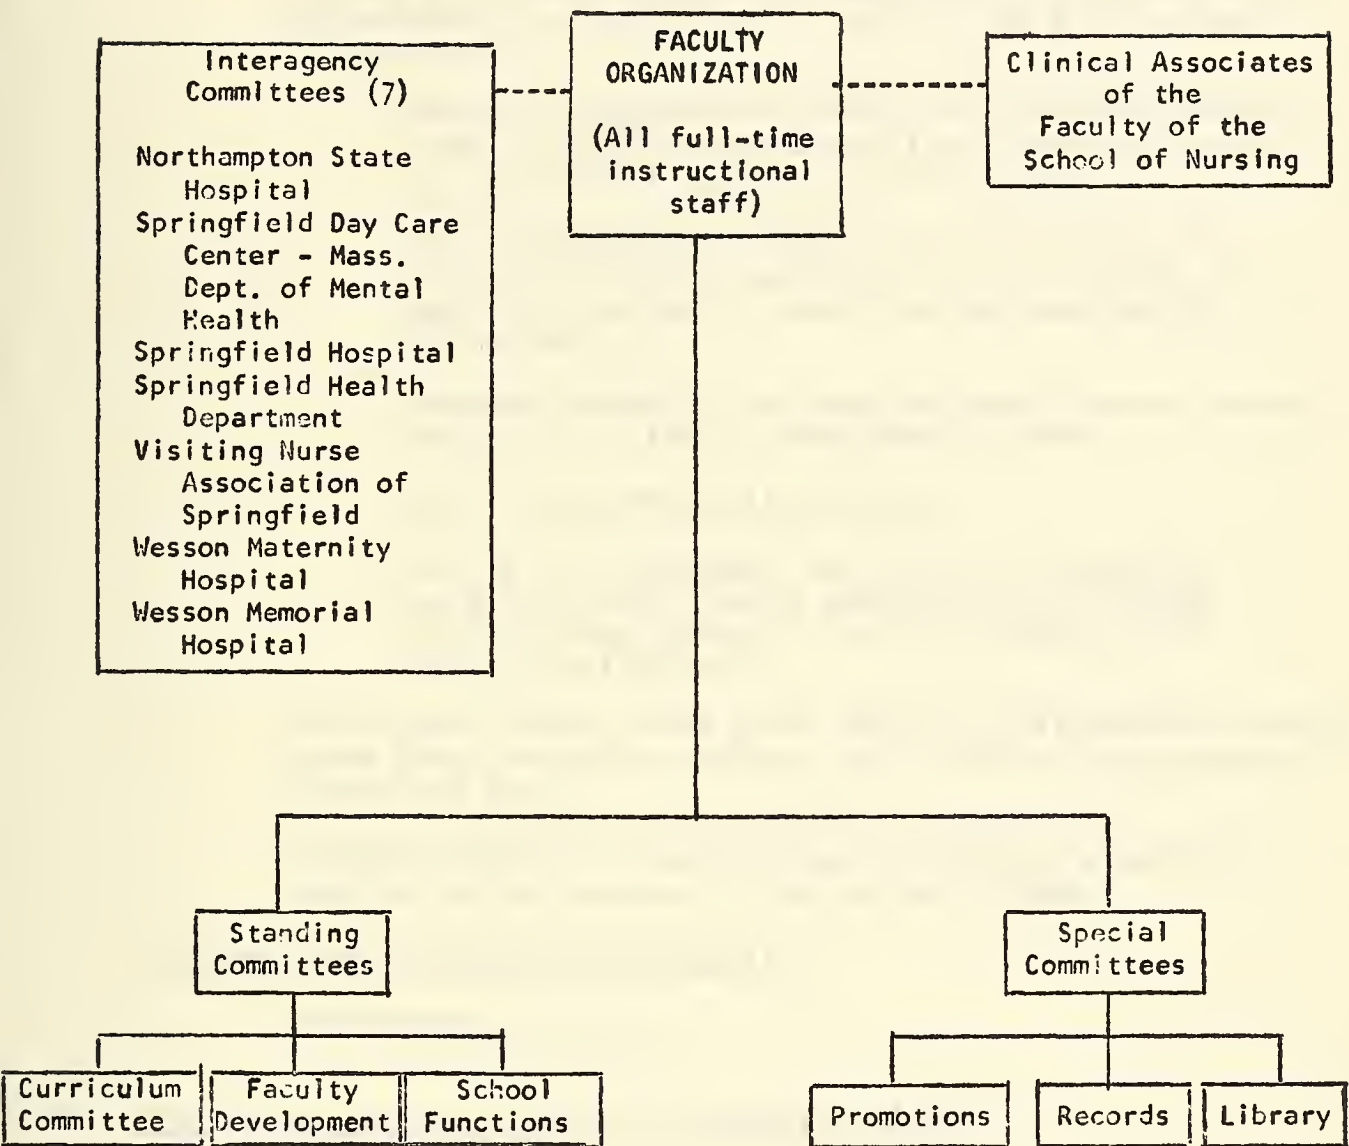 Interagency
Committees (7)
Northampton State
Hospital
Springfield Day Care
Center - Mass.
Dept. of Mental
Health
Springfield Hospital
Springfield Health
Department
Visiting Nurse
Association of
Springfield
Wesson Maternity
Hospital
Wesson Memorial
Hospital
FACULTY
ORGANIZATION
(All full-time
instructional
staff)
Clinical Associates
of the
Faculty of the
School of Nursing
Standing
Committees
Special
Committees
Curriculum
Committee
Faculty
Development
School
Functions
Promotions
Records
Library